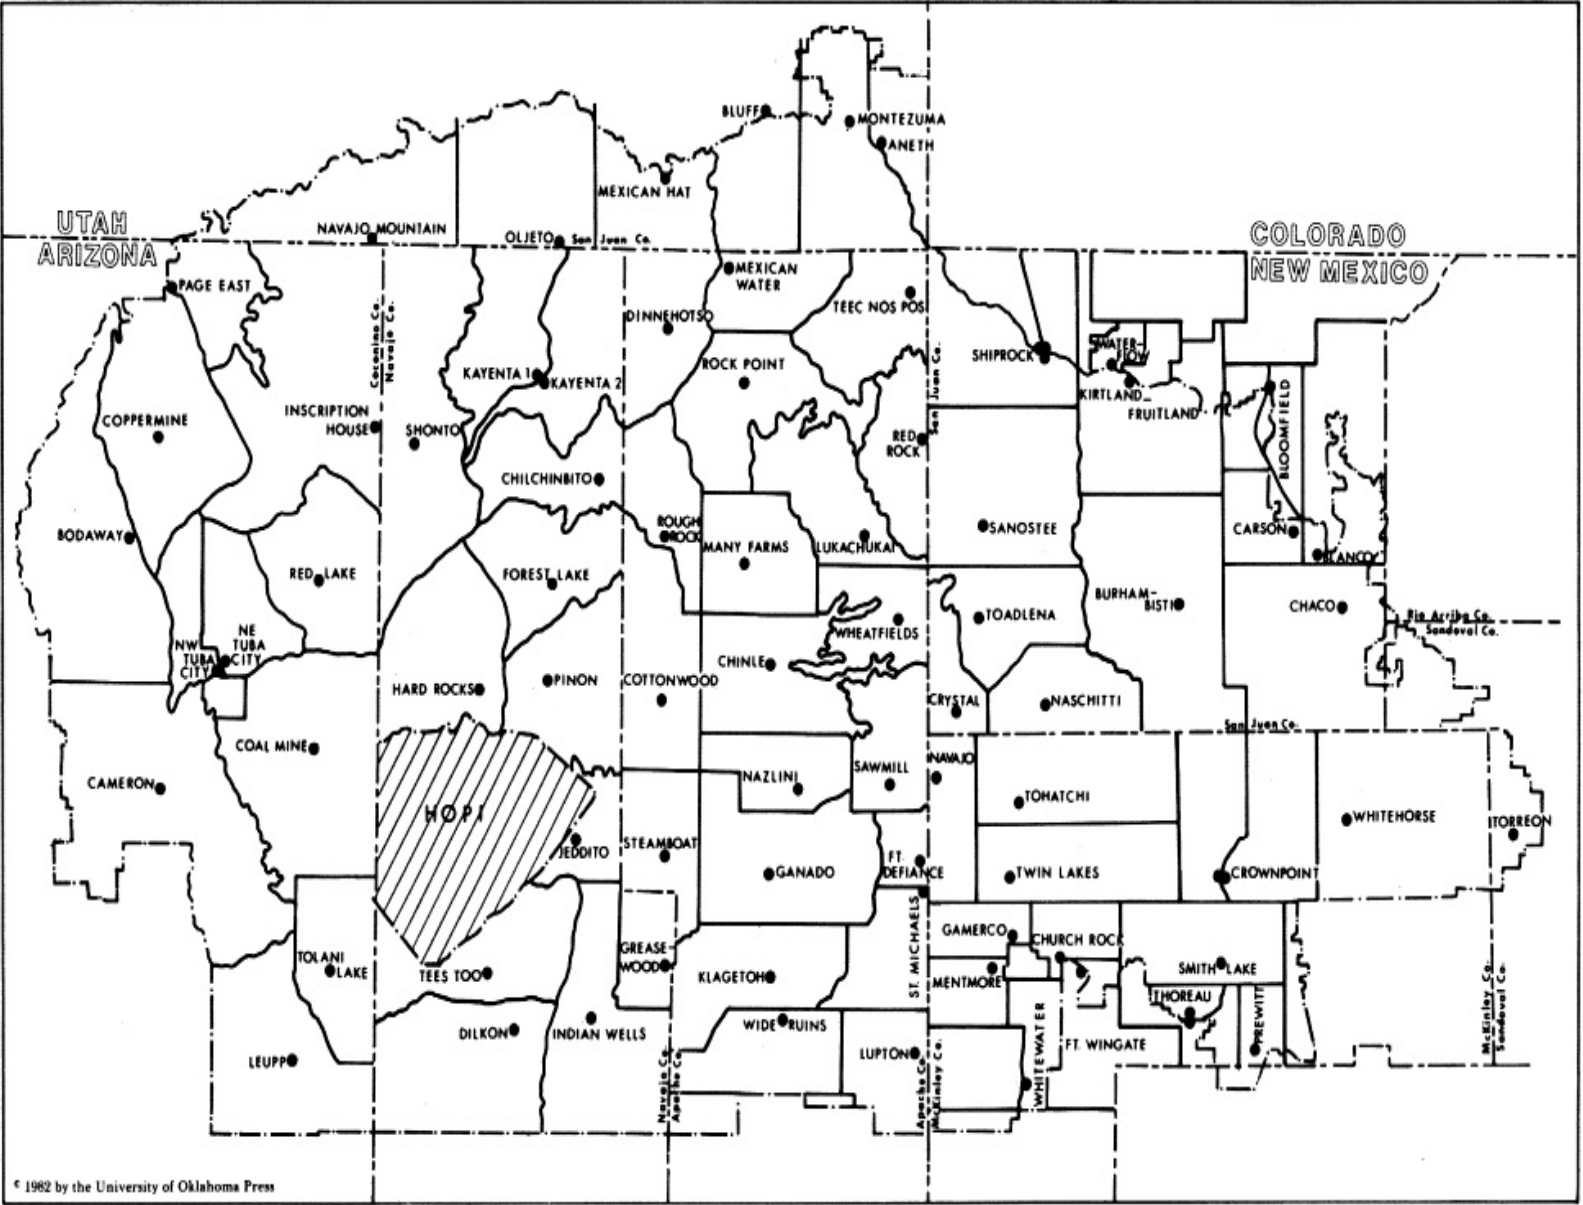 BLUFF
MONTEZUMA
ANETH
MEXICAN HAT
UTAH
ARIZONA
NAVAJO MOUNTAIN
OLJETO
San Juan Co.
COLORADO
NEW MEXICO
PAGE EAST
MEXICAN
WATER
TEEC NOS POS
DINNEHOTSO
Coconino Co.
Navajo Co.
San Juan Co.
SHIPROCK
WATER-
FLOW
KIRTLAND
FRUITLAND
ROCK POINT
KAYENTA 1
KAYENTA 2
BLOOMFIELD
COPPERMINE
INSCRIPTION
HOUSE
SHONTO
RED
ROCK
CHILCHINBITO
BODAWAY
ROUGH
ROCK
MANY FARMS
LUKACHUKAI
SANOSTEE
CARSON
BLANCO
RED LAKE
FOREST LAKE
BURHAM-
BISTI
CHACO
Rio Arriba Co.
Sandoval Co.
TOADLENA
WHEATFIELDS
NW
TUBA
CITY
NE
TUBA
CITY
HARD ROCKS
PINON
COTTONWOOD
CHINLE
CRYSTAL
NASCHITTI
San Juan Co.
COAL MINE
CAMERON
HOPI
NAZLINI
SAWMILL
NAVAJO
TOHATCHI
WHITEHORSE
TORREON
JEDDITO
STEAMBOAT
GANADO
FT.
DEFIANCE
TWIN LAKES
CROWNPOINT
ST. MICHAELS
GAMERCO
CHURCH ROCK
TOLANI
LAKE
TEES TOO
GREASE-
WOOD
KLAGETOH
MENTMORE
SMITH LAKE
THOREAU
PREWITT
McKinley Co.
Sandoval Co.
LEUPP
DILKON
INDIAN WELLS
WIDE RUINS
LUPTON
WHITEWATER
FT. WINGATE
Navajo Co.
Apache Co.
Apache Co.
McKinley Co.
© 1982 by the University of Oklahoma Press